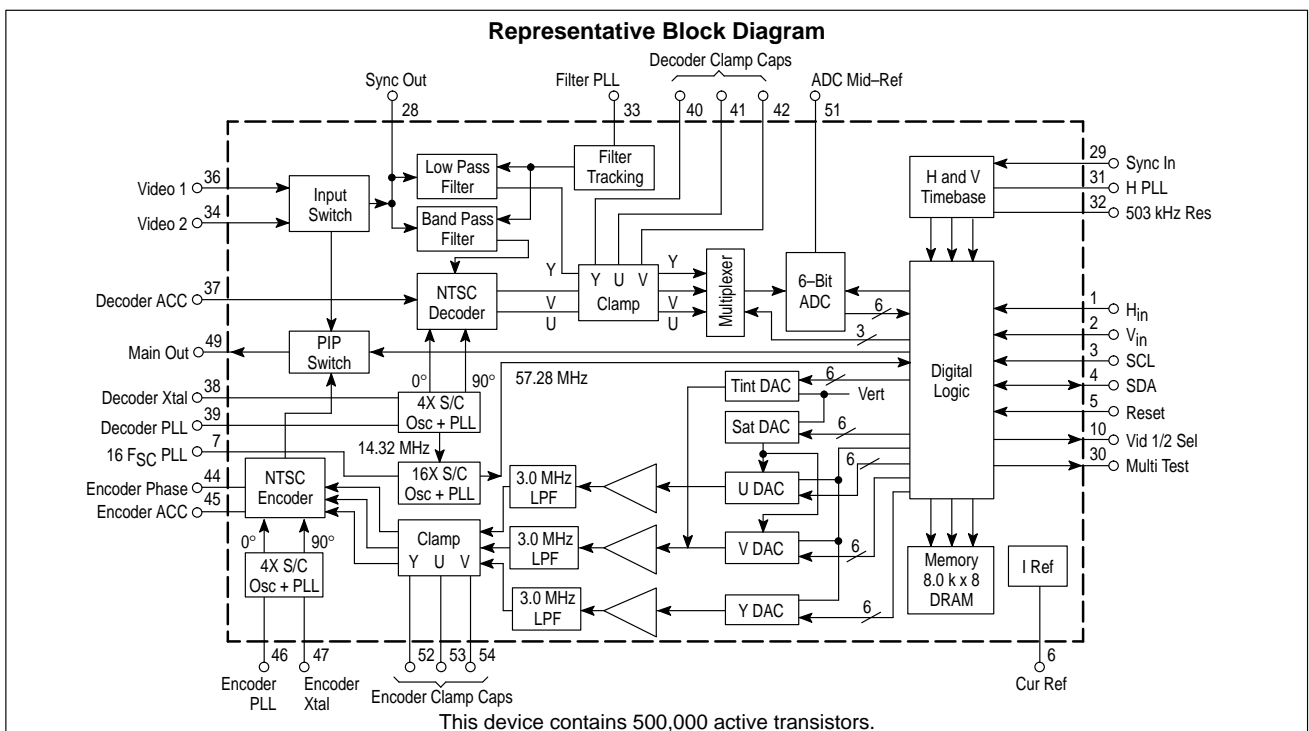 Representative Block Diagram
Decoder Clamp Caps
Sync Out
Filter PLL
ADC Mid–Ref
28
33
40
41
42
51
Video 1
36
Video 2
34
Input
Switch
Low Pass
Filter
Band Pass
Filter
Filter
Tracking
H and V
Timebase
29
Sync In
31
H PLL
32
503 kHz Res
Decoder ACC
37
NTSC
Decoder
Y
V
U
Y U V
Clamp
Y
V
U
Multiplexer
6–Bit
ADC
6
3
Digital
Logic
1
Hin
2
Vin
3
SCL
4
SDA
5
Reset
10
Vid 1/2 Sel
30
Multi Test
Main Out
49
PIP
Switch
0°
90°
57.28 MHz
Decoder Xtal
38
Decoder PLL
39
4X S/C
Osc + PLL
14.32 MHz
16 FSC PLL
7
16X S/C
Osc + PLL
Tint DAC
6
Vert
Sat DAC
6
U DAC
6
V DAC
6
Y DAC
6
3.0 MHz
LPF
3.0 MHz
LPF
3.0 MHz
LPF
Encoder Phase
44
Encoder ACC
45
NTSC
Encoder
0°
90°
4X S/C
Osc + PLL
Clamp
Y U V
Memory
8.0 k x 8
DRAM
I Ref
46
47
52
53
54
6
Encoder
PLL
Encoder
Xtal
Encoder Clamp Caps
Cur Ref
This device contains 500,000 active transistors.